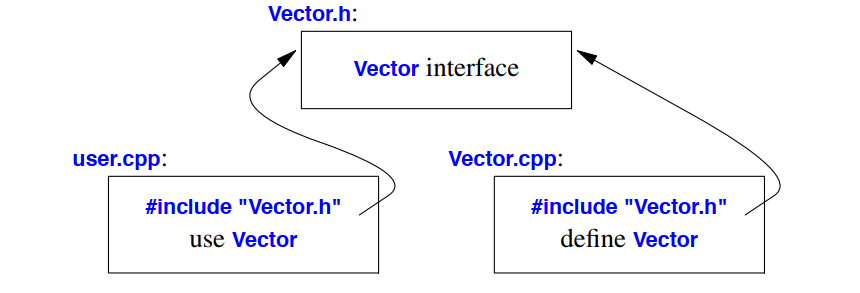 Vector.h:
Vector interface
user.cpp:
#include "Vector.h"
use Vector
Vector.cpp:
#include "Vector.h"
define Vector